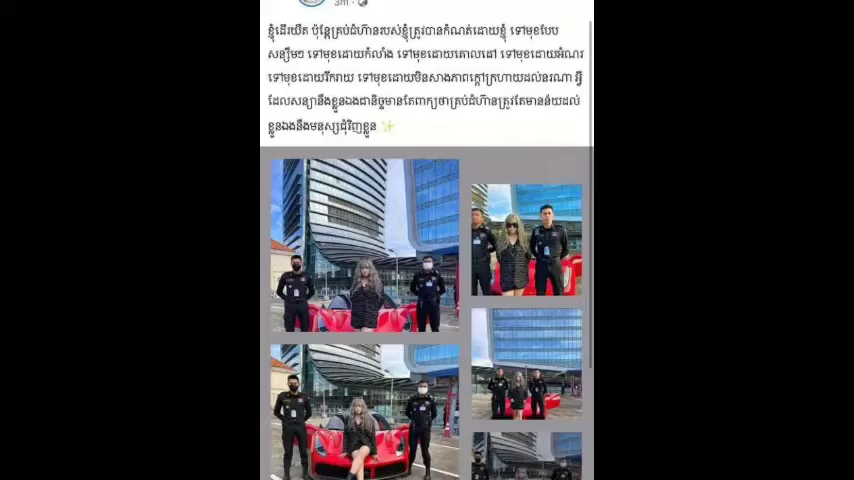 3m ·
ខ្ញុំដើរយឺត ប៉ុន្តែគ្រប់ជំហ៊ានរបស់ខ្ញុំត្រូវបានកំណត់ដោយខ្ញុំ ទៅមុខបែប
សន្សឹមៗ ទៅមុខដោយកំលាំង ទៅមុខដោយគោលដៅ ទៅមុខដោយអំណរ
ទៅមុខដោយរីករាយ ទៅមុខដោយមិនសាងភាពក្តៅក្រហាយដល់នរណា អ្វី
ដែលសន្យានឹងខ្លួនឯងជានិច្ចមានតែពាក្យថាគ្រប់ជំហ៊ានត្រូវតែមានន័យដល់
ខ្លួនឯងនឹងមនុស្សជុំវិញខ្លួន ✨